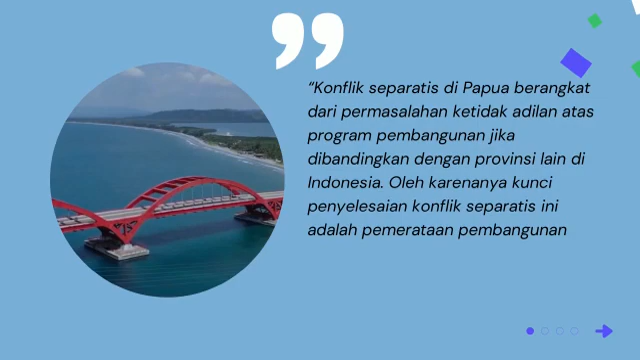 “Konflik separatis di Papua berangkat
dari permasalahan ketidak adilan atas
program pembangunan jika
dibandingkan dengan provinsi lain di
Indonesia. Oleh karenanya kunci
penyelesaian konflik separatis ini
adalah pemerataan pembangunan